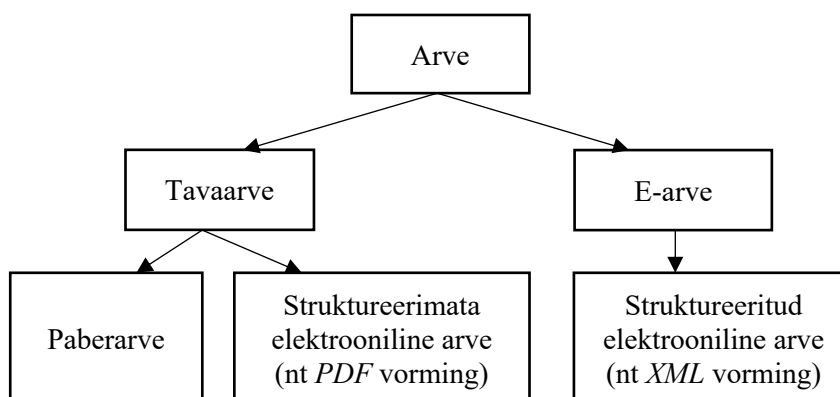 Arve
Tavaarve
E-arve
Paberarve
Struktureerimata
elektrooniline arve
(nt PDF vorming)
Struktureeritud
elektrooniline arve
(nt XML vorming)